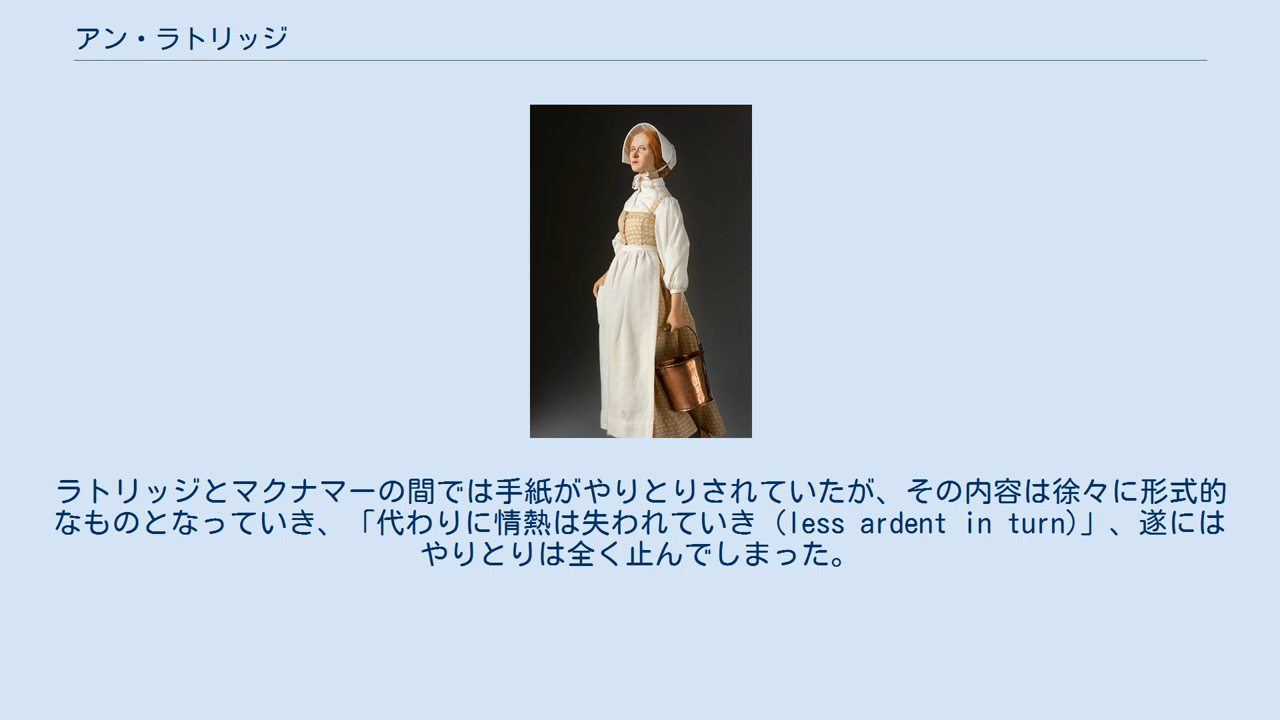 アン・ラトリッジ
ラトリッジとマクナマーの間では手紙がやりとりされていたが、その内容は徐々に形式的
なものとなっていき、「代わりに情熱は失われていき（less ardent in turn)」、遂には
やりとりは全く止んでしまった。